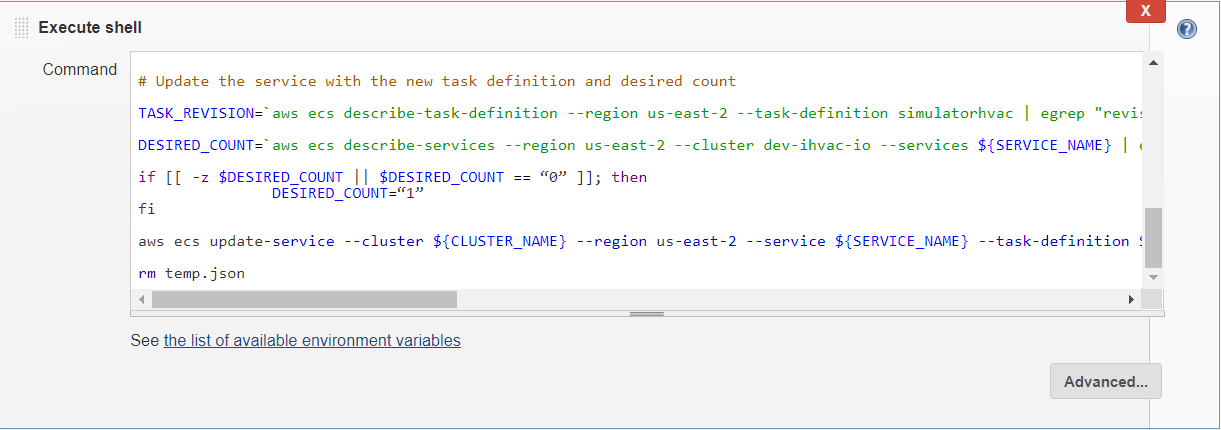 X
Execute shell
?
Command
# Update the service with the new task definition and desired count
TASK_REVISION=`aws ecs describe-task-definition --region us-east-2 --task-definition simulatorhvac | egrep "revis
DESIRED_COUNT=`aws ecs describe-services --region us-east-2 --cluster dev-ihvac-io --services ${SERVICE_NAME} | e
if [[ -z $DESIRED_COUNT || $DESIRED_COUNT == “0” ]]; then
DESIRED_COUNT=“1”
fi
aws ecs update-service --cluster ${CLUSTER_NAME} --region us-east-2 --service ${SERVICE_NAME} --task-definition $
rm temp.json
See the list of available environment variables
Advanced...